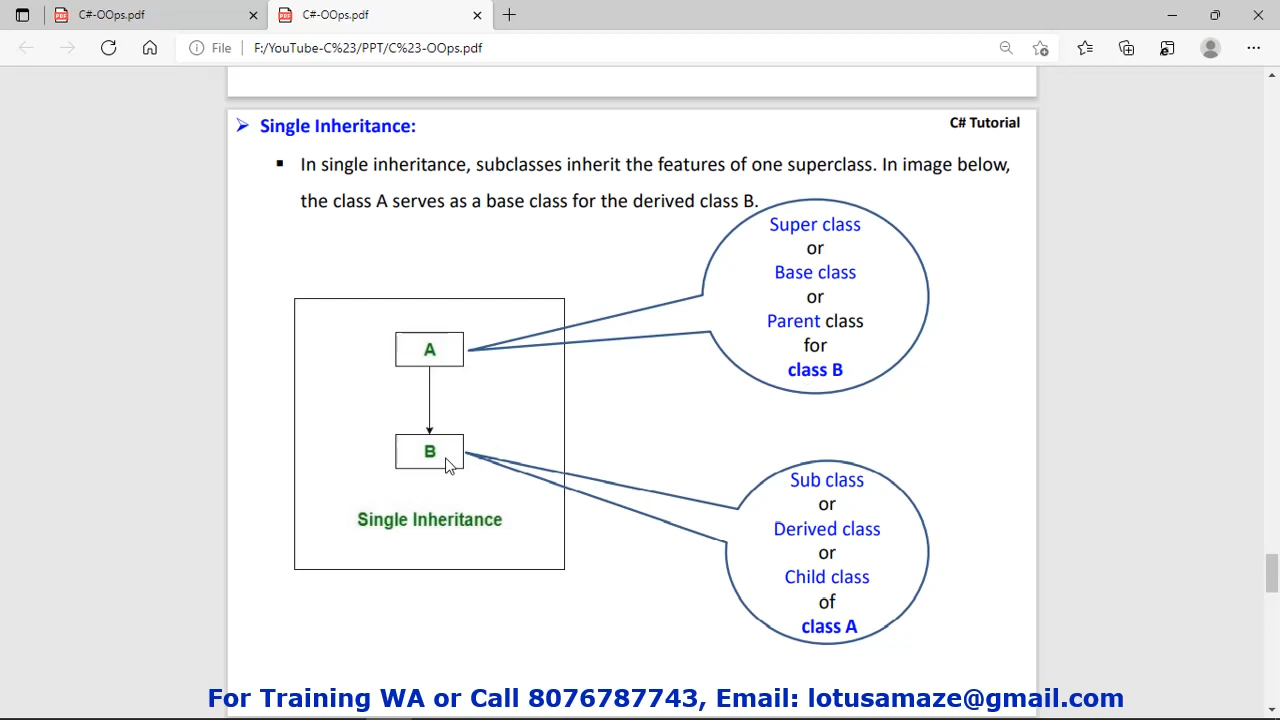 C#-OOps.pdf
C#-OOps.pdf
File
F:/YouTube-C%23/PPT/C%23-OOps.pdf
C# Tutorial
Single Inheritance:
In single inheritance, subclasses inherit the features of one superclass. In image below,
the class A serves as a base class for the derived class B.
Super class
or
Base class
or
Parent class
for
class B
A
B
Single Inheritance
Sub class
or
Derived class
or
Child class
of
class A
For Training WA or Call 8076787743, Email: lotusamaze@gmail.com